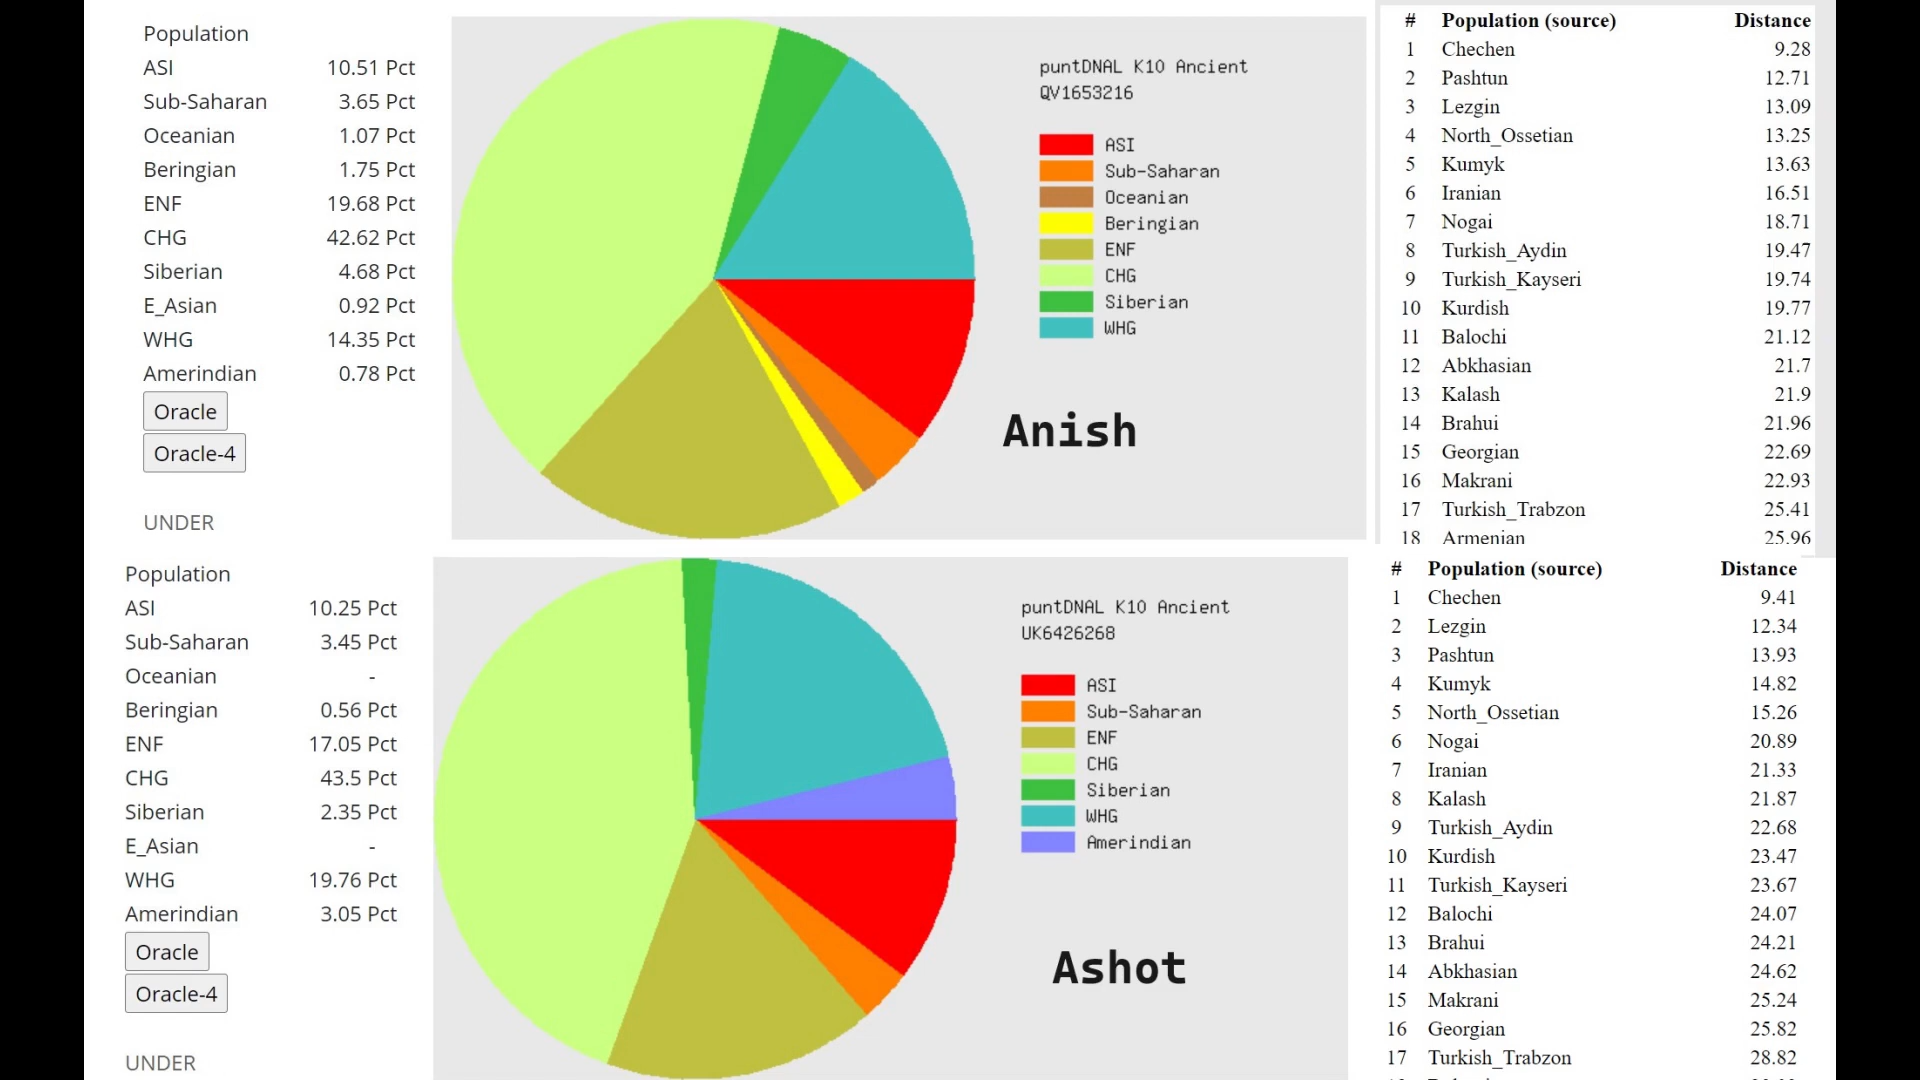 Population
ASI 10.51 Pct
Sub-Saharan 3.65 Pct
Oceanian 1.07 Pct
Beringian 1.75 Pct
ENF 19.68 Pct
CHG 42.62 Pct
Siberian 4.68 Pct
E_Asian 0.92 Pct
WHG 14.35 Pct
Amerindian 0.78 Pct
Oracle
Oracle-4
UNDER
puntDNAL K10 Ancient
QV1653216
ASI
Sub-Saharan
Oceanian
Beringian
ENF
CHG
Siberian
WHG
Anish
# Population (source) Distance
1 Chechen 9.28
2 Pashtun 12.71
3 Lezgin 13.09
4 North_Ossetian 13.25
5 Kumyk 13.63
6 Iranian 16.51
7 Nogai 18.71
8 Turkish_Aydin 19.47
9 Turkish_Kayseri 19.74
10 Kurdish 19.77
11 Balochi 21.12
12 Abkhasian 21.7
13 Kalash 21.9
14 Brahui 21.96
15 Georgian 22.69
16 Makrani 22.93
17 Turkish_Trabzon 25.41
18 Armenian 25.96
Population
ASI 10.25 Pct
Sub-Saharan 3.45 Pct
Oceanian -
Beringian 0.56 Pct
ENF 17.05 Pct
CHG 43.5 Pct
Siberian 2.35 Pct
E_Asian -
WHG 19.76 Pct
Amerindian 3.05 Pct
Oracle
Oracle-4
UNDER
puntDNAL K10 Ancient
UK6426268
ASI
Sub-Saharan
ENF
CHG
Siberian
WHG
Amerindian
Ashot
# Population (source) Distance
1 Chechen 9.41
2 Lezgin 12.34
3 Pashtun 13.93
4 Kumyk 14.82
5 North_Ossetian 15.26
6 Nogai 20.89
7 Iranian 21.33
8 Kalash 21.87
9 Turkish_Aydin 22.68
10 Kurdish 23.47
11 Turkish_Kayseri 23.67
12 Balochi 24.07
13 Brahui 24.21
14 Abkhasian 24.62
15 Makrani 25.24
16 Georgian 25.82
17 Turkish_Trabzon 28.82